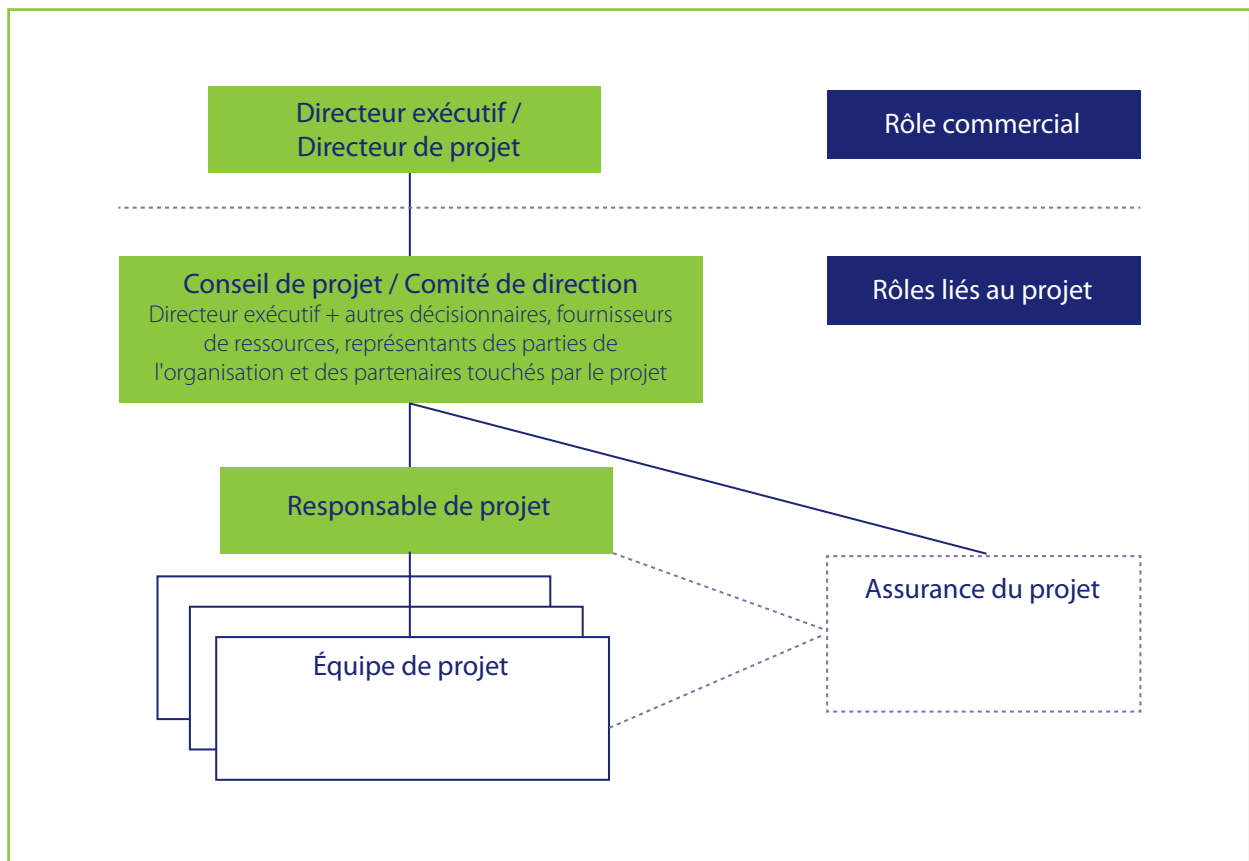 Directeur exécutif /
Directeur de projet
Rôle commercial
Conseil de projet / Comité de direction
Directeur exécutif + autres décisionnaires, fournisseurs
de ressources, représentants des parties de
l'organisation et des partenaires touchés par le projet
Rôles liés au projet
Responsable de projet
Assurance du projet
Équipe de projet